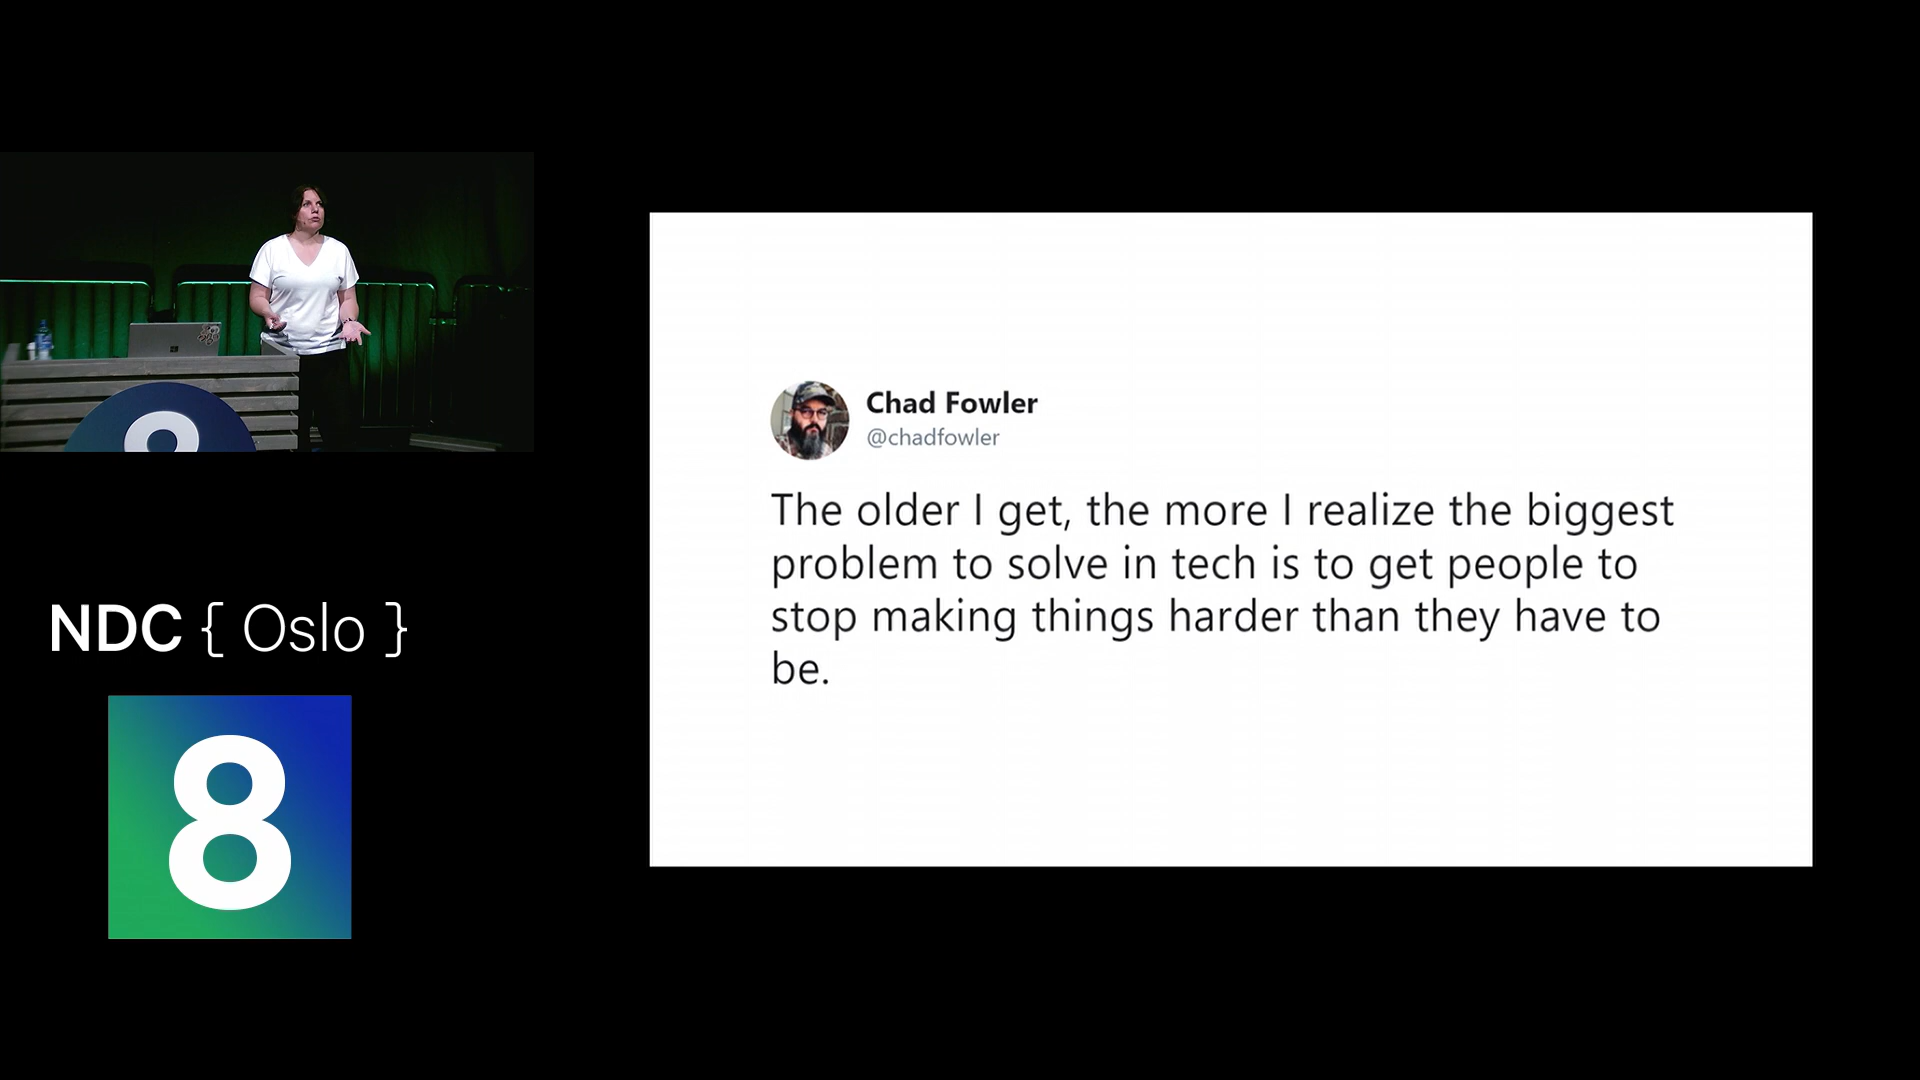 NDC { Oslo }
8
8
Chad Fowler
@chadfowler
The older I get, the more I realize the biggest
problem to solve in tech is to get people to
stop making things harder than they have to
be.